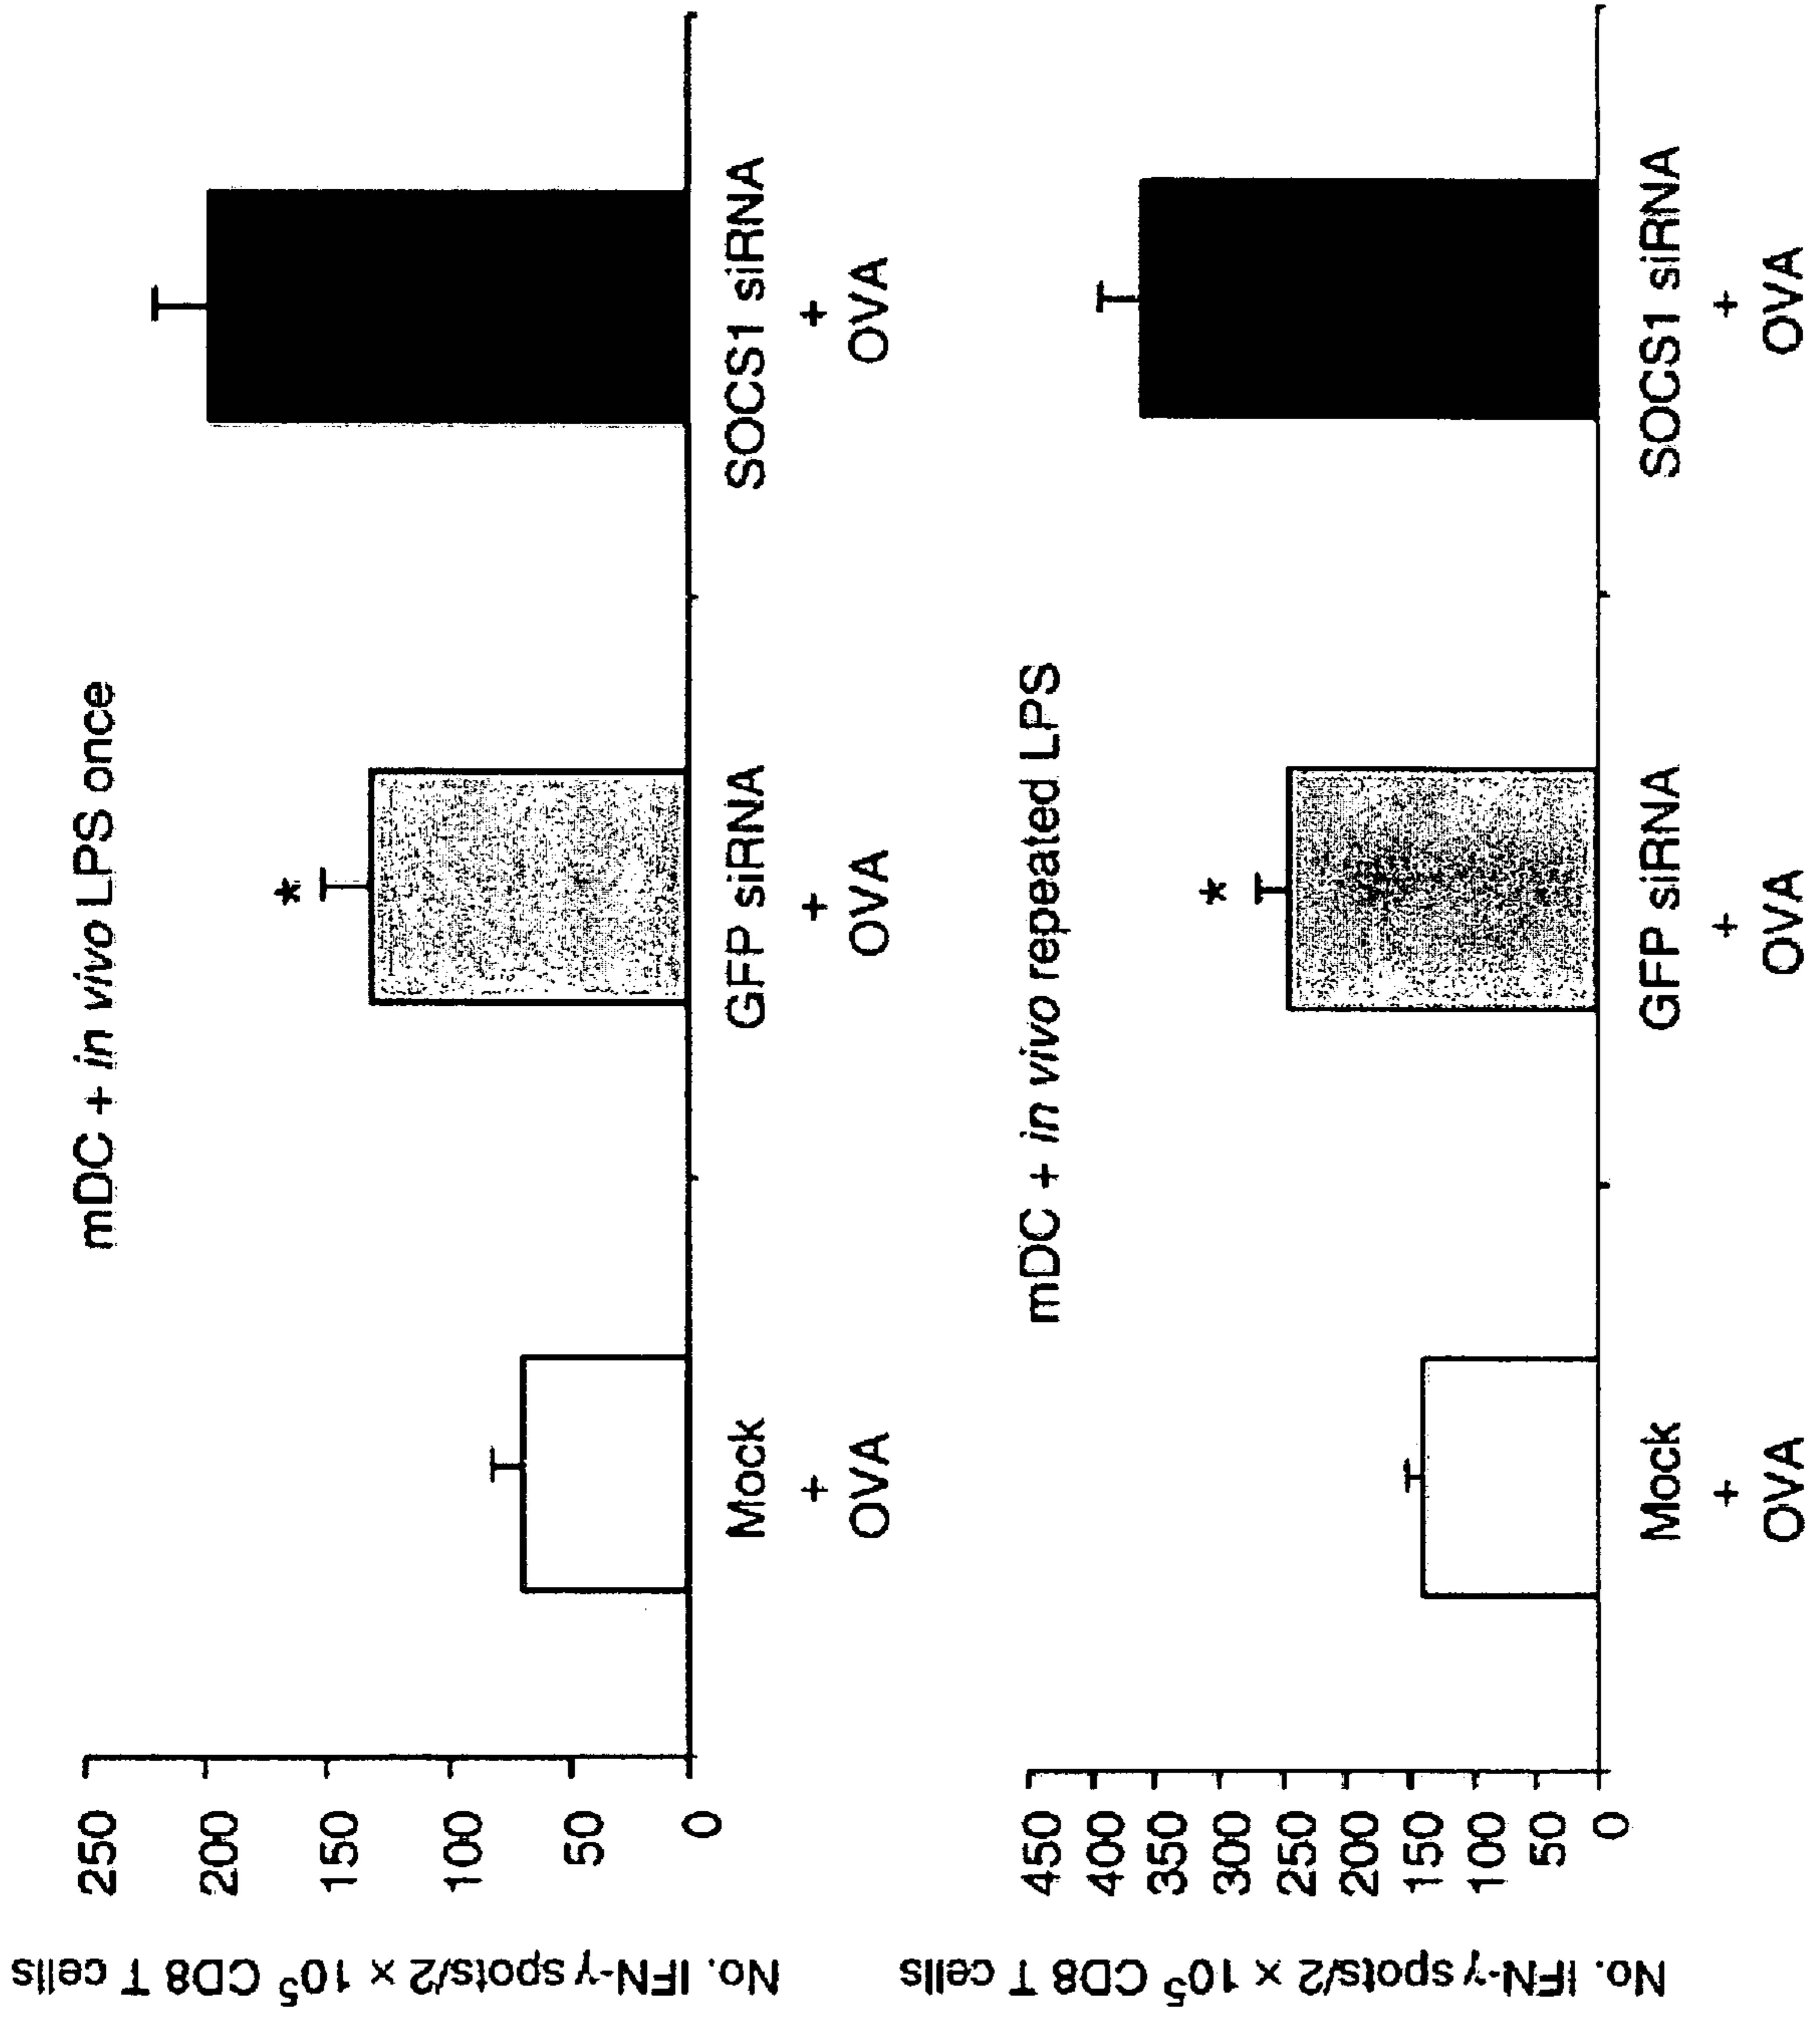 mDC + in vivo LPS once
No. IFN-γ spots/2 × 10⁵ CD8 T cells
250
200
150
100
50
0
*
Mock
+
OVA
GFP siRNA
+
OVA
SOCS1 siRNA
+
OVA
mDC + in vivo repeated LPS
No. IFN-γ spots/2 × 10⁵ CD8 T cells
450
400
350
300
250
200
150
100
50
0
*
Mock
+
OVA
GFP siRNA
+
OVA
SOCS1 siRNA
+
OVA